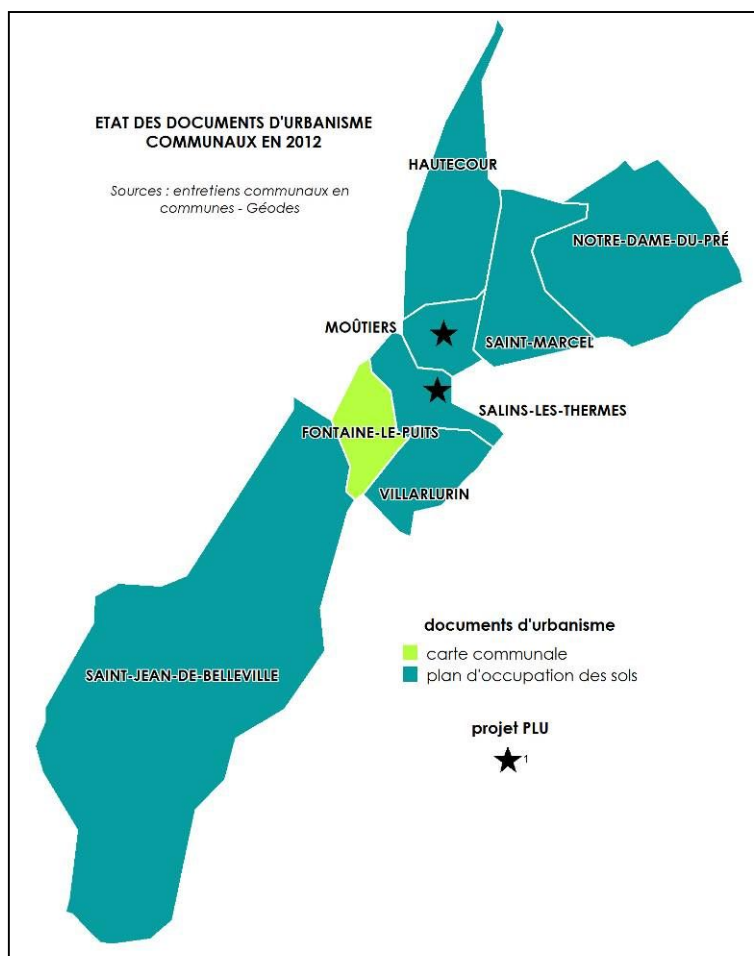 ETAT DES DOCUMENTS D'URBANISME
COMMUNAUX EN 2012
Sources : entretiens communaux en
communes - Géodes
HAUTECOUR
NOTRE-DAME-DU-PRÉ
MOÛTIERS
SAINT-MARCEL
SALINS-LES-THERMES
FONTAINE-LE-PUITS
VILLARLURIN
SAINT-JEAN-DE-BELLEVILLE
documents d'urbanisme
carte communale
plan d'occupation des sols
projet PLU
1